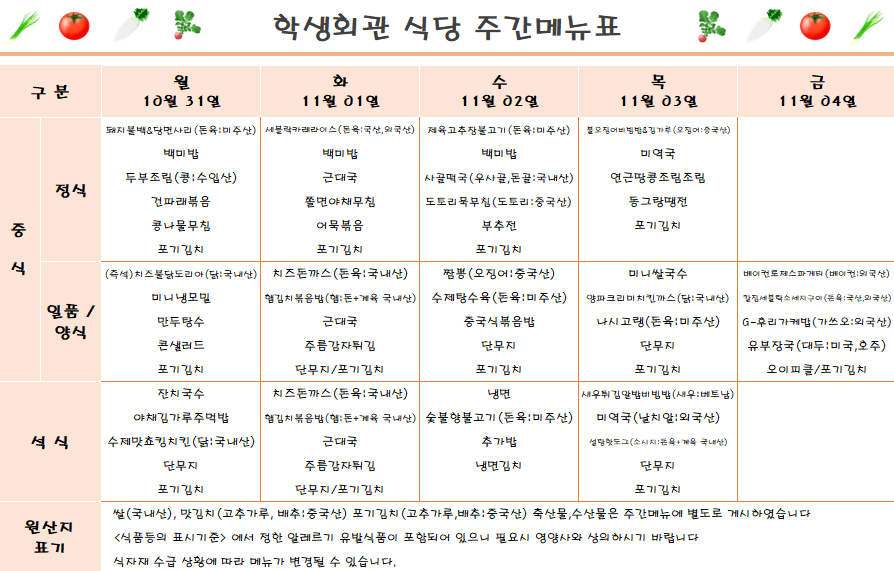 학생회관 식당 주간메뉴표
구 분
월
10월 31일
화
11월 01일
수
11월 02일
목
11월 03일
금
11월 04일
중
식
정식
돼지불백&당면사리(돈육:미주산)
백미밥
두부조림(콩:수입산)
건파래볶음
콩나물무침
포기김치
세블락카레라이스(돈육:국산,외국산)
백미밥
근대국
쫄면야채무침
어묵볶음
포기김치
제육고추장불고기(돈육:미주산)
백미밥
사골떡국(우사골,돈골:국내산)
도토리묵무침(도토리:중국산)
부추전
포기김치
불오징어비빔밥&김가루(오징어:중국산)
미역국
연근땅콩조림조림
동그랑땡전
포기김치
일품 /
양식
(즉석)치즈불닭도리아(닭:국내산)
미니냉모밀
만두탕수
콘샐러드
포기김치
치즈돈까스(돈육:국내산)
햄김치볶음밥(햄:돈+계육 국내산)
근대국
주름감자튀김
단무지/포기김치
짬뽕(오징어:중국산)
수제탕수육(돈육:미주산)
중국식볶음밥
단무지
포기김치
미니쌀국수
양파크리미치킨까스(닭:국내산)
나시고랭(돈육:미주산)
단무지
포기김치
베이컨로제스파게티(베이컨:외국산)
칼집세블락소세지구이(돈육:국산,외국산)
G-후리가케밥(가쓰오:외국산)
유부장국(대두:미국,호주)
오이피클/포기김치
석 식
잔치국수
야채김가루주먹밥
수제맛쵸킹치킨(닭:국내산)
단무지
포기김치
치즈돈까스(돈육:국내산)
햄김치볶음밥(햄:돈+계육 국내산)
근대국
주름감자튀김
단무지/포기김치
냉면
숯불향불고기(돈육:미주산)
추가밥
냉면김치
새우튀김알밥비빔밥(새우:베트남)
미역국(날치알:외국산)
설탕핫도그(소시지:돈육+계육 국내산)
단무지
포기김치
원산지
표기
쌀(국내산), 맛김치(고추가루, 배추:중국산) 포기김치(고추가루,배추:중국산) 축산물,수산물은 주간메뉴에 별도로 게시하였습니다
<식품등의 표시기준> 에서 정한 알레르기 유발식품이 포함되어 있으니 필요시 영양사와 상의하시기 바랍니다
식자재 수급 상황에 따라 메뉴가 변경될 수 있습니다.